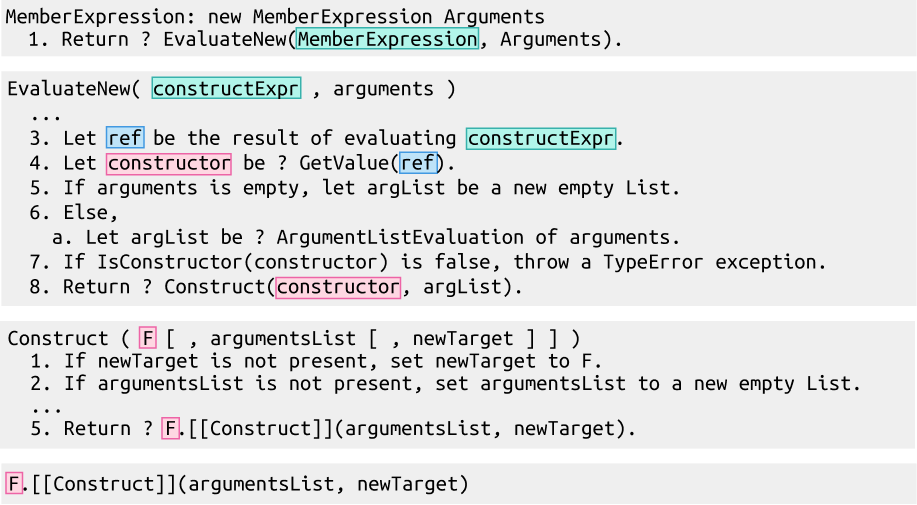 MemberExpression: new MemberExpression Arguments
1. Return ? EvaluateNew(MemberExpression, Arguments).
EvaluateNew( constructExpr , arguments )
...
3. Let ref be the result of evaluating constructExpr.
4. Let constructor be ? GetValue(ref).
5. If arguments is empty, let argList be a new empty List.
6. Else,
a. Let argList be ? ArgumentListEvaluation of arguments.
7. If IsConstructor(constructor) is false, throw a TypeError exception.
8. Return ? Construct(constructor, argList).
Construct ( F [ , argumentsList [ , newTarget ] ] )
1. If newTarget is not present, set newTarget to F.
2. If argumentsList is not present, set argumentsList to a new empty List.
...
5. Return ? F.[[Construct]](argumentsList, newTarget).
F.[[Construct]](argumentsList, newTarget)